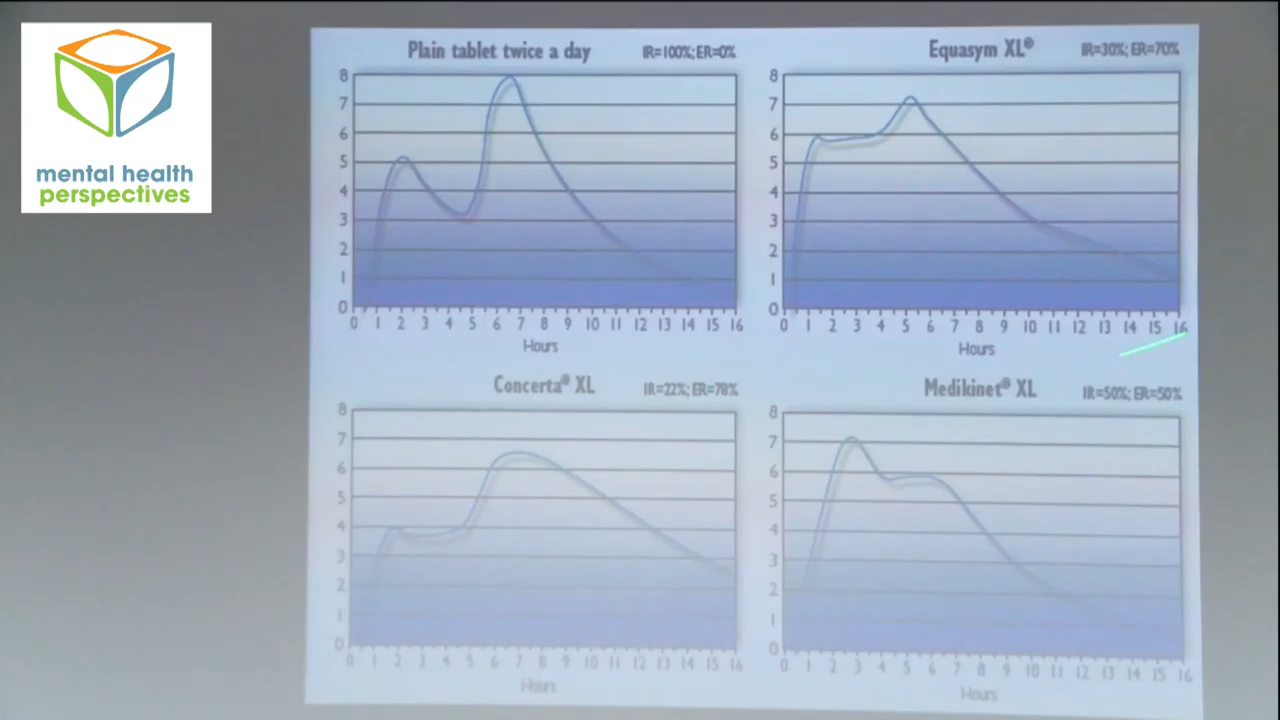 mental health
perspectives
Plain tablet twice a day
IR=100%; ER=0%
8
7
6
5
4
3
2
1
0
0 1 2 3 4 5 6 7 8 9 10 11 12 13 14 15 16
Hours
Equasym XL®
IR=30%; ER=70%
8
7
6
5
4
3
2
1
0
0 1 2 3 4 5 6 7 8 9 10 11 12 13 14 15 16
Hours
Concerta® XL
IR=22%; ER=78%
8
7
6
5
4
3
2
1
0
0 1 2 3 4 5 6 7 8 9 10 11 12 13 14 15 16
Hours
Medikinet® XL
IR=50%; ER=50%
8
7
6
5
4
3
2
1
0
0 1 2 3 4 5 6 7 8 9 10 11 12 13 14 15 16
Hours